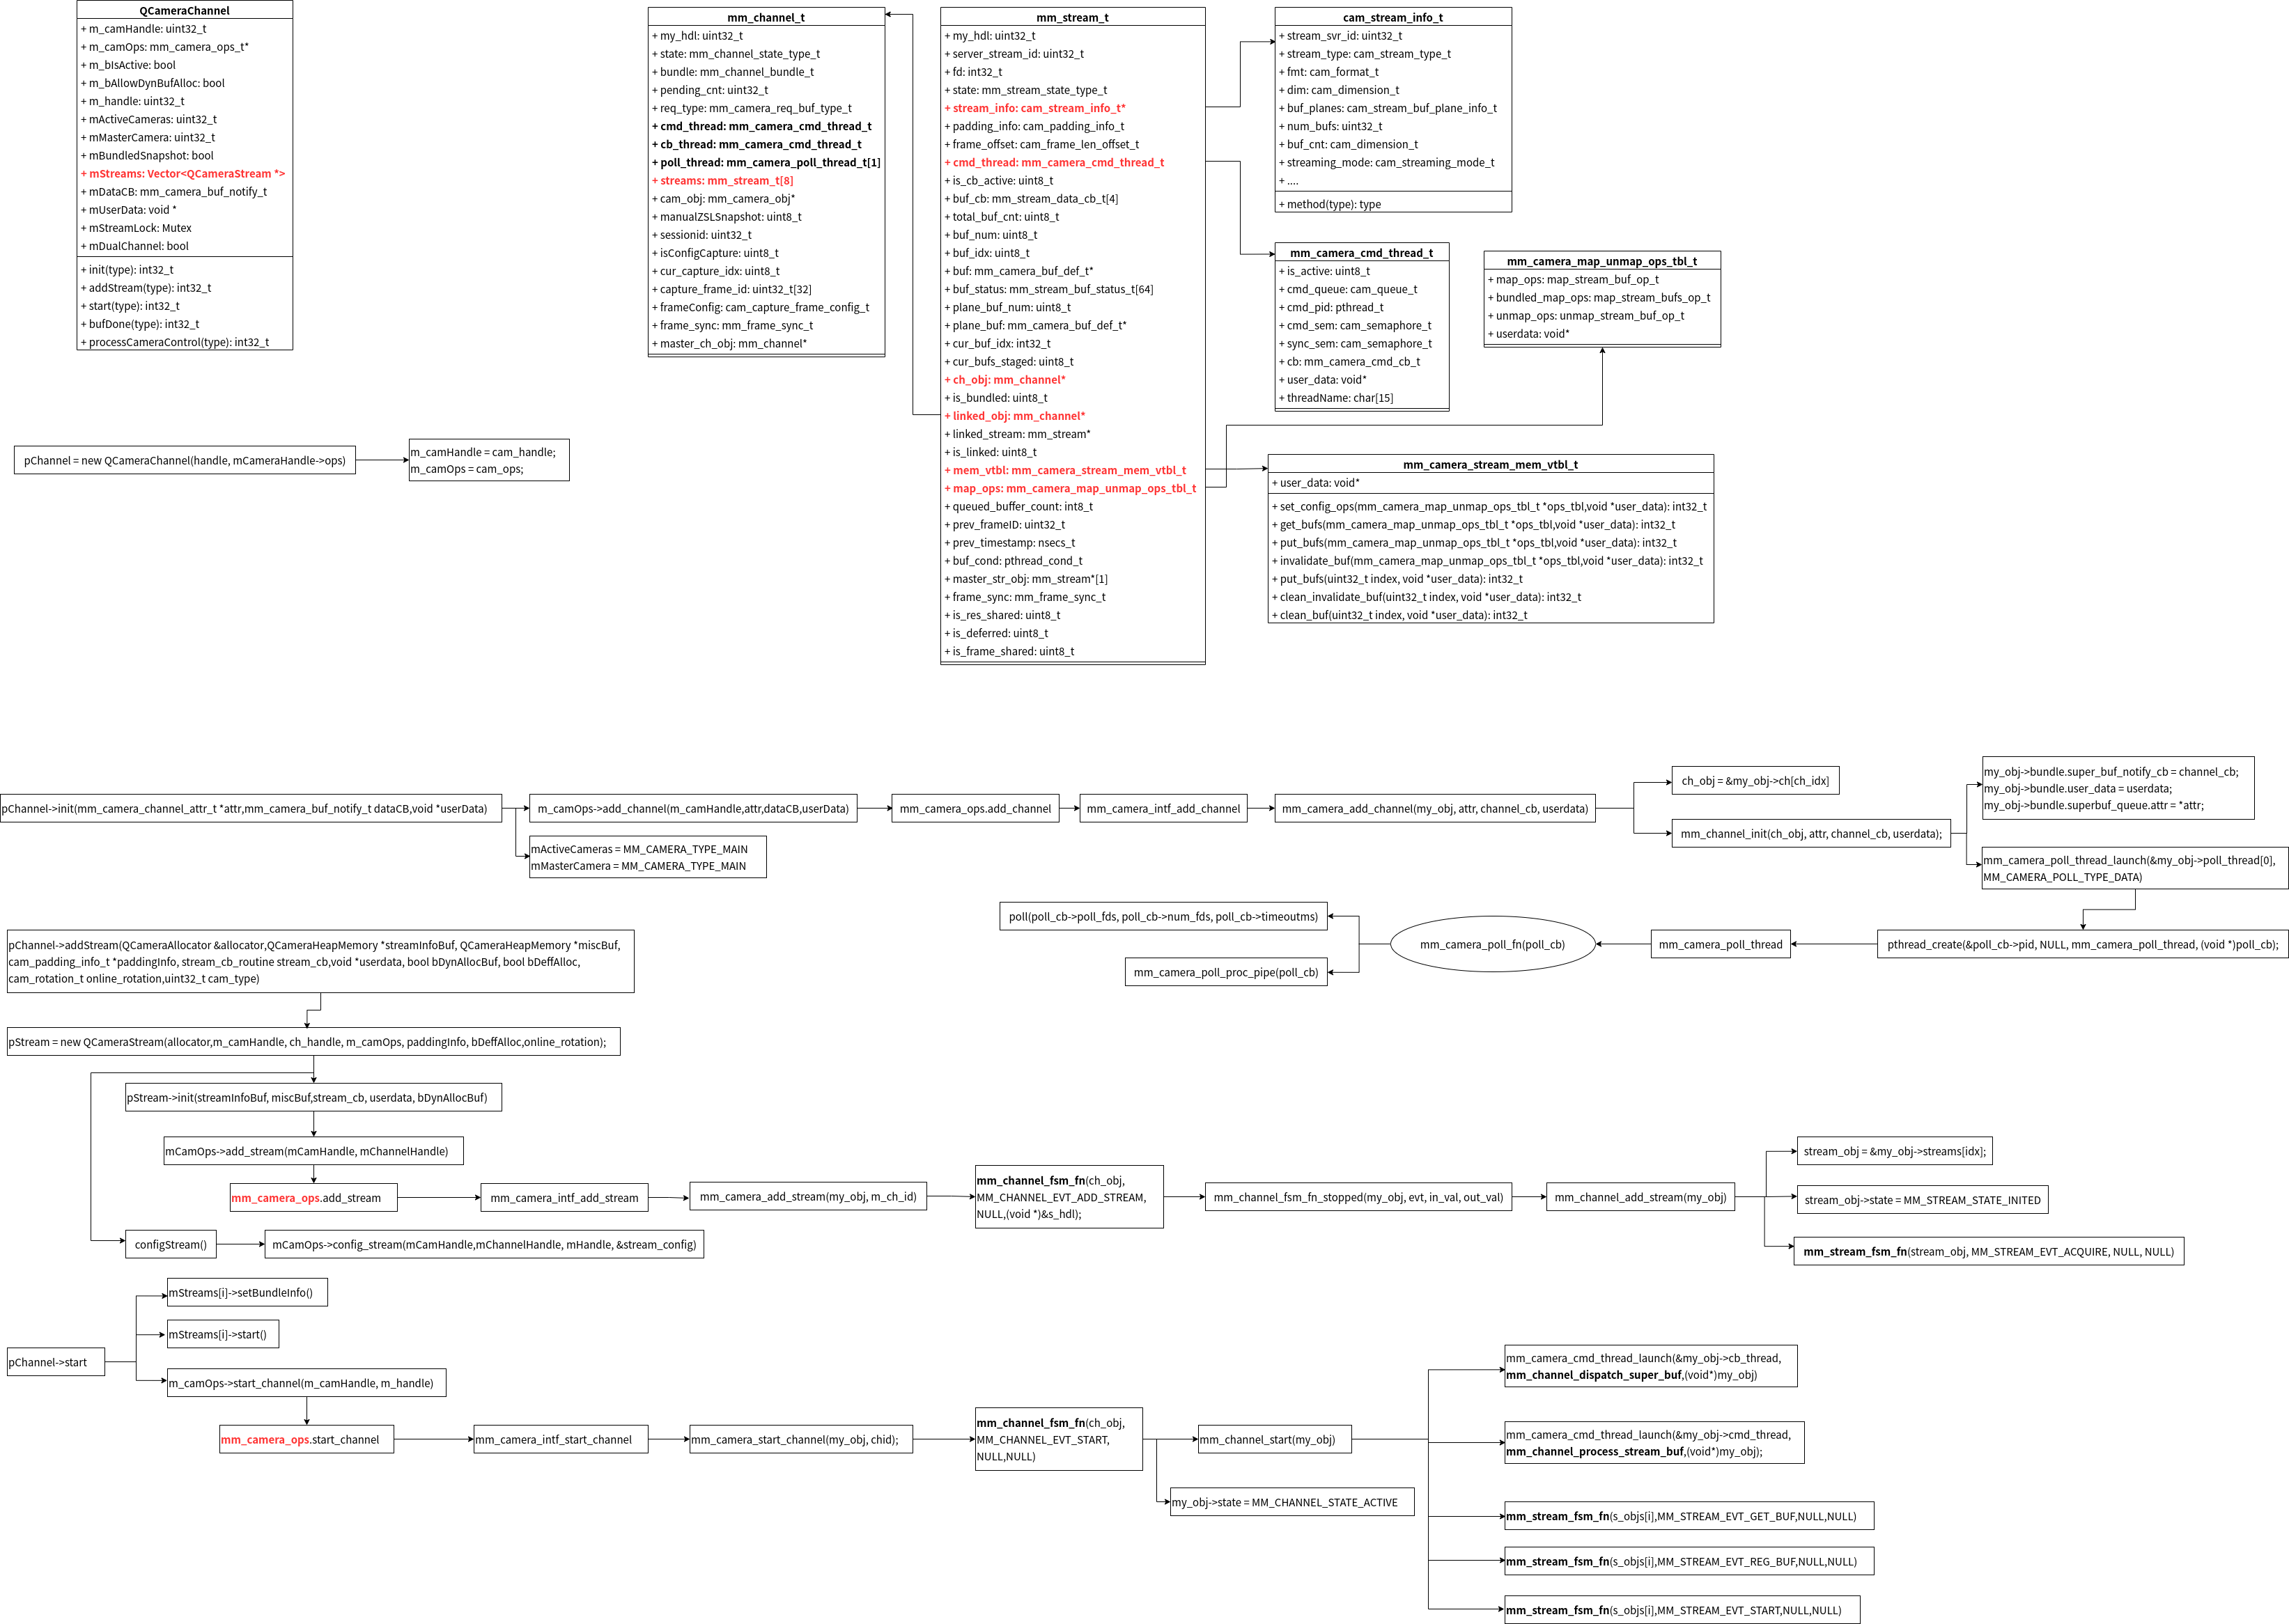 QCameraChannel
+ m_camHandle: uint32_t
+ m_camOps: mm_camera_ops_t*
+ m_bIsActive: bool
+ m_bAllowDynBufAlloc: bool
+ m_handle: uint32_t
+ mActiveCameras: uint32_t
+ mMasterCamera: uint32_t
+ mBundledSnapshot: bool
+ mStreams: Vector<QCameraStream *>
+ mDataCB: mm_camera_buf_notify_t
+ mUserData: void *
+ mStreamLock: Mutex
+ mDualChannel: bool
+ init(type): int32_t
+ addStream(type): int32_t
+ start(type): int32_t
+ bufDone(type): int32_t
+ processCameraControl(type): int32_t
mm_channel_t
+ my_hdl: uint32_t
+ state: mm_channel_state_type_t
+ bundle: mm_channel_bundle_t
+ pending_cnt: uint32_t
+ req_type: mm_camera_req_buf_type_t
+ cmd_thread: mm_camera_cmd_thread_t
+ cb_thread: mm_camera_cmd_thread_t
+ poll_thread: mm_camera_poll_thread_t[1]
+ streams: mm_stream_t[8]
+ cam_obj: mm_camera_obj*
+ manualZSLSnapshot: uint8_t
+ sessionid: uint32_t
+ isConfigCapture: uint8_t
+ cur_capture_idx: uint8_t
+ capture_frame_id: uint32_t[32]
+ frameConfig: cam_capture_frame_config_t
+ frame_sync: mm_frame_sync_t
+ master_ch_obj: mm_channel*
mm_stream_t
+ my_hdl: uint32_t
+ server_stream_id: uint32_t
+ fd: int32_t
+ state: mm_stream_state_type_t
+ stream_info: cam_stream_info_t*
+ padding_info: cam_padding_info_t
+ frame_offset: cam_frame_len_offset_t
+ cmd_thread: mm_camera_cmd_thread_t
+ is_cb_active: uint8_t
+ buf_cb: mm_stream_data_cb_t[4]
+ total_buf_cnt: uint8_t
+ buf_num: uint8_t
+ buf_idx: uint8_t
+ buf: mm_camera_buf_def_t*
+ buf_status: mm_stream_buf_status_t[64]
+ plane_buf_num: uint8_t
+ plane_buf: mm_camera_buf_def_t*
+ cur_buf_idx: int32_t
+ cur_bufs_staged: uint8_t
+ ch_obj: mm_channel*
+ is_bundled: uint8_t
+ linked_obj: mm_channel*
+ linked_stream: mm_stream*
+ is_linked: uint8_t
+ mem_vtbl: mm_camera_stream_mem_vtbl_t
+ map_ops: mm_camera_map_unmap_ops_tbl_t
+ queued_buffer_count: int8_t
+ prev_frameID: uint32_t
+ prev_timestamp: nsecs_t
+ buf_cond: pthread_cond_t
+ master_str_obj: mm_stream*[1]
+ frame_sync: mm_frame_sync_t
+ is_res_shared: uint8_t
+ is_deferred: uint8_t
+ is_frame_shared: uint8_t
cam_stream_info_t
+ stream_svr_id: uint32_t
+ stream_type: cam_stream_type_t
+ fmt: cam_format_t
+ dim: cam_dimension_t
+ buf_planes: cam_stream_buf_plane_info_t
+ num_bufs: uint32_t
+ buf_cnt: cam_dimension_t
+ streaming_mode: cam_streaming_mode_t
+ ....
+ method(type): type
mm_camera_cmd_thread_t
+ is_active: uint8_t
+ cmd_queue: cam_queue_t
+ cmd_pid: pthread_t
+ cmd_sem: cam_semaphore_t
+ sync_sem: cam_semaphore_t
+ cb: mm_camera_cmd_cb_t
+ user_data: void*
+ threadName: char[15]
mm_camera_map_unmap_ops_tbl_t
+ map_ops: map_stream_buf_op_t
+ bundled_map_ops: map_stream_bufs_op_t
+ unmap_ops: unmap_stream_buf_op_t
+ userdata: void*
mm_camera_stream_mem_vtbl_t
+ user_data: void*
+ set_config_ops(mm_camera_map_unmap_ops_tbl_t *ops_tbl,void *user_data): int32_t
+ get_bufs(mm_camera_map_unmap_ops_tbl_t *ops_tbl,void *user_data): int32_t
+ put_bufs(mm_camera_map_unmap_ops_tbl_t *ops_tbl,void *user_data): int32_t
+ invalidate_buf(mm_camera_map_unmap_ops_tbl_t *ops_tbl,void *user_data): int32_t
+ put_bufs(uint32_t index, void *user_data): int32_t
+ clean_invalidate_buf(uint32_t index, void *user_data): int32_t
+ clean_buf(uint32_t index, void *user_data): int32_t
pChannel = new QCameraChannel(handle, mCameraHandle->ops)
m_camHandle = cam_handle;
m_camOps = cam_ops;
pChannel->init(mm_camera_channel_attr_t *attr,mm_camera_buf_notify_t dataCB,void *userData)
m_camOps->add_channel(m_camHandle,attr,dataCB,userData)
mActiveCameras = MM_CAMERA_TYPE_MAIN
mMasterCamera = MM_CAMERA_TYPE_MAIN
mm_camera_ops.add_channel
mm_camera_intf_add_channel
mm_camera_add_channel(my_obj, attr, channel_cb, userdata)
ch_obj = &my_obj->ch[ch_idx]
mm_channel_init(ch_obj, attr, channel_cb, userdata);
my_obj->bundle.super_buf_notify_cb = channel_cb;
my_obj->bundle.user_data = userdata;
my_obj->bundle.superbuf_queue.attr = *attr;
mm_camera_poll_thread_launch(&my_obj->poll_thread[0],
MM_CAMERA_POLL_TYPE_DATA)
pthread_create(&poll_cb->pid, NULL, mm_camera_poll_thread, (void *)poll_cb);
mm_camera_poll_thread
mm_camera_poll_fn(poll_cb)
poll(poll_cb->poll_fds, poll_cb->num_fds, poll_cb->timeoutms)
mm_camera_poll_proc_pipe(poll_cb)
pChannel->addStream(QCameraAllocator &allocator,QCameraHeapMemory *streamInfoBuf, QCameraHeapMemory *miscBuf,
cam_padding_info_t *paddingInfo, stream_cb_routine stream_cb,void *userdata, bool bDynAllocBuf, bool bDeffAlloc,
cam_rotation_t online_rotation,uint32_t cam_type)
pStream = new QCameraStream(allocator,m_camHandle, ch_handle, m_camOps, paddingInfo, bDeffAlloc,online_rotation);
pStream->init(streamInfoBuf, miscBuf,stream_cb, userdata, bDynAllocBuf)
mCamOps->add_stream(mCamHandle, mChannelHandle)
mm_camera_ops.add_stream
mm_camera_intf_add_stream
mm_camera_add_stream(my_obj, m_ch_id)
mm_channel_fsm_fn(ch_obj,
MM_CHANNEL_EVT_ADD_STREAM,
NULL,(void *)&s_hdl);
mm_channel_fsm_fn_stopped(my_obj, evt, in_val, out_val)
mm_channel_add_stream(my_obj)
stream_obj = &my_obj->streams[idx];
stream_obj->state = MM_STREAM_STATE_INITED
mm_stream_fsm_fn(stream_obj, MM_STREAM_EVT_ACQUIRE, NULL, NULL)
configStream()
mCamOps->config_stream(mCamHandle,mChannelHandle, mHandle, &stream_config)
pChannel->start
mStreams[i]->setBundleInfo()
mStreams[i]->start()
m_camOps->start_channel(m_camHandle, m_handle)
mm_camera_ops.start_channel
mm_camera_intf_start_channel
mm_camera_start_channel(my_obj, chid);
mm_channel_fsm_fn(ch_obj,
MM_CHANNEL_EVT_START,
NULL,NULL)
mm_channel_start(my_obj)
my_obj->state = MM_CHANNEL_STATE_ACTIVE
mm_camera_cmd_thread_launch(&my_obj->cb_thread,
mm_channel_dispatch_super_buf,(void*)my_obj)
mm_camera_cmd_thread_launch(&my_obj->cmd_thread,
mm_channel_process_stream_buf,(void*)my_obj);
mm_stream_fsm_fn(s_objs[i],MM_STREAM_EVT_GET_BUF,NULL,NULL)
mm_stream_fsm_fn(s_objs[i],MM_STREAM_EVT_REG_BUF,NULL,NULL)
mm_stream_fsm_fn(s_objs[i],MM_STREAM_EVT_START,NULL,NULL)